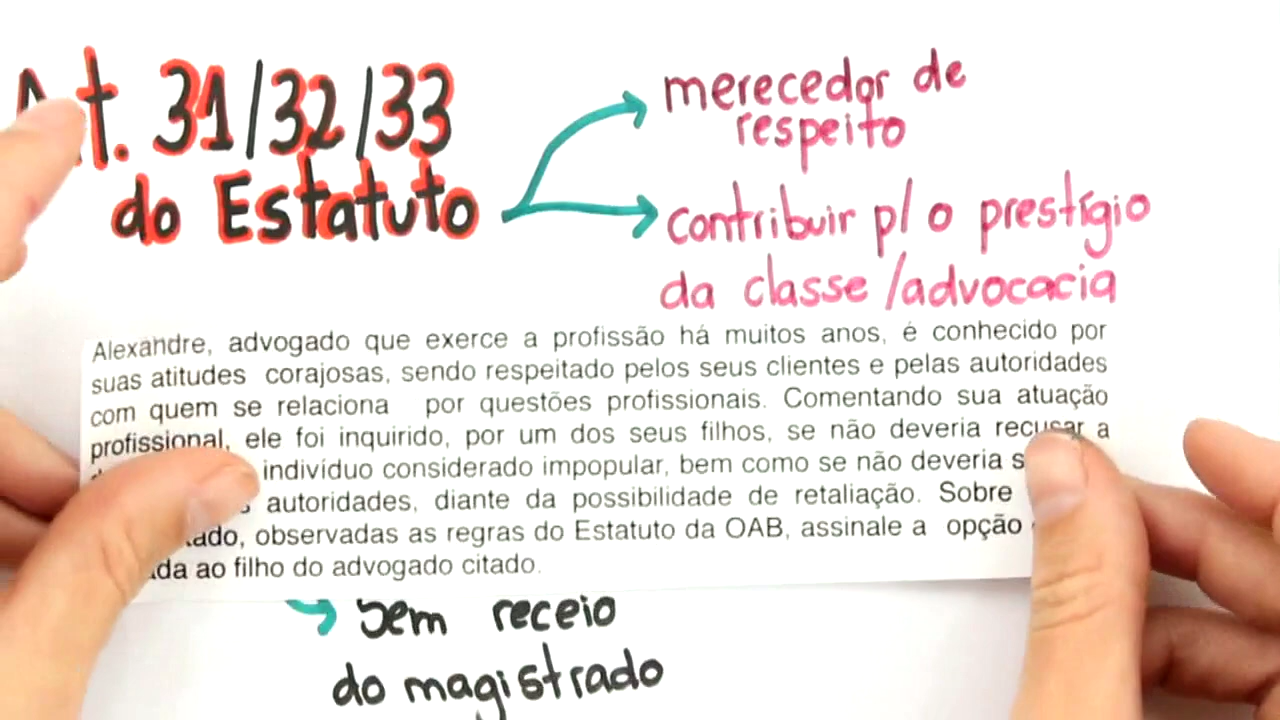 t. 31/32/33
do Estatuto
merecedor de
respeito
contribuir p/ o prestígio
da classe /advocacia
Alexandre, advogado que exerce a profissão há muitos anos, é conhecido por
suas atitudes corajosas, sendo respeitado pelos seus clientes e pelas autoridades
com quem se relaciona por questões profissionais. Comentando sua atuação
profissional, ele foi inquirido, por um dos seus filhos, se não deveria recusar a
indivíduo considerado impopular, bem como se não deveria s
autoridades, diante da possibilidade de retaliação. Sobre
observadas as regras do Estatuto da OAB, assinale a opção
ao filho do advogado citado.
sem receio
do magistrado